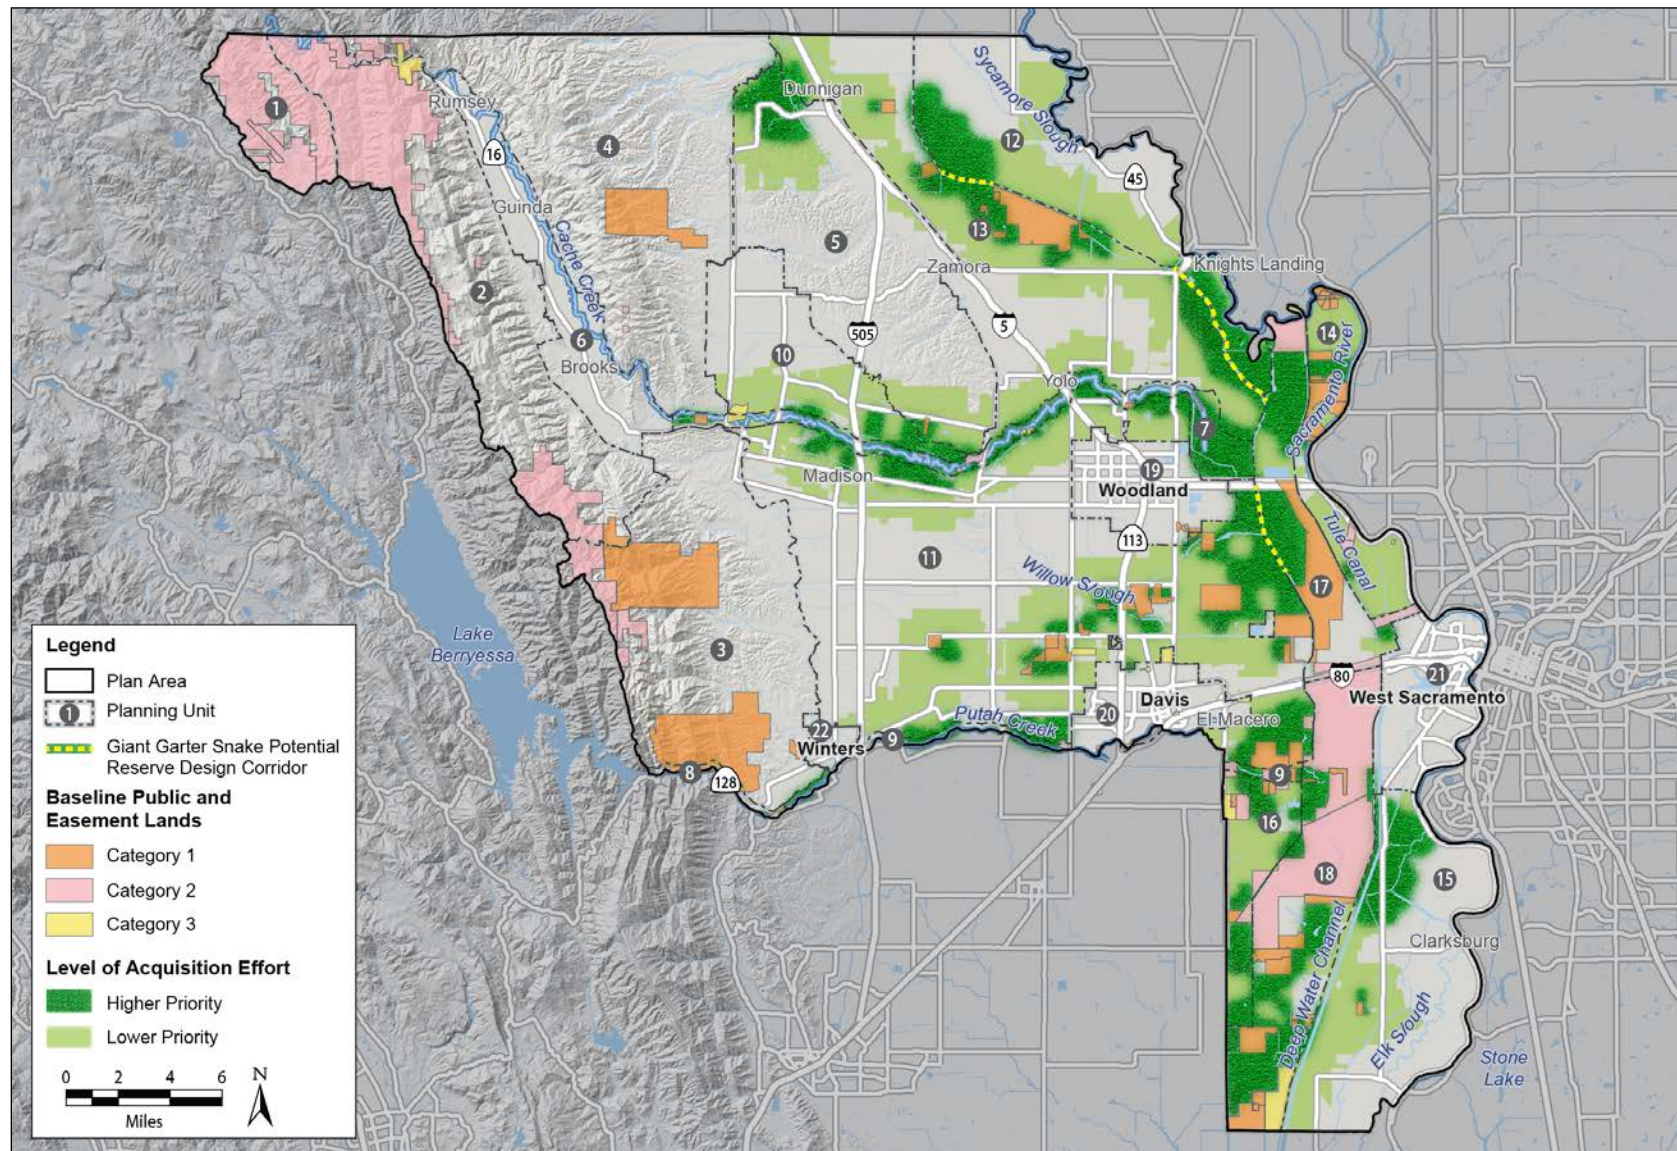 Dunnigan
Sycamore Slough
Rumsey
1
16
4
12
45
Guinda
Cache Creek
13
5
Zamora
Knights Landing
2
6
Brooks
505
5
10
14
Yolo
Sacramento River
7
Madison
19
Woodland
113
Tule Canal
11
Willow Slough
17
Lake
Berryessa
3
80
21
West Sacramento
Davis
20
El Macero
Putah Creek
22
Winters
9
8
128
9
16
18
15
Clarksburg
Deep Water Channel
Elk Slough
Stone
Lake
Legend
Plan Area
1
Planning Unit
Giant Garter Snake Potential
Reserve Design Corridor
Baseline Public and
Easement Lands
Category 1
Category 2
Category 3
Level of Acquisition Effort
Higher Priority
Lower Priority
0 2 4 6
Miles
N